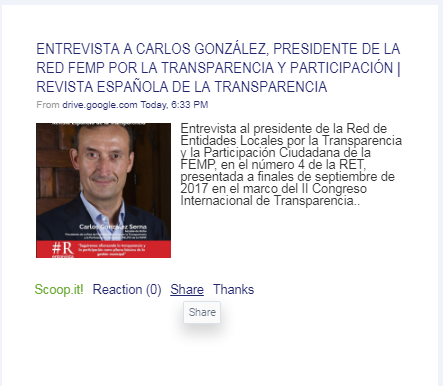 ENTREVISTA A CARLOS GONZÁLEZ, PRESIDENTE DE LA
RED FEMP POR LA TRANSPARENCIA Y PARTICIPACIÓN |
REVISTA ESPAÑOLA DE LA TRANSPARENCIA
From drive.google.com Today, 6:33 PM
Entrevista al presidente de la Red de
Entidades Locales por la Transparencia
y la Participación Ciudadana de la
FEMP, en el número 4 de la RET,
presentada a finales de septiembre de
2017 en el marco del II Congreso
Internacional de Transparencia..
Carlos González Serna
#R
entrevista
Scoop.it! Reaction (0) Share Thanks
Share